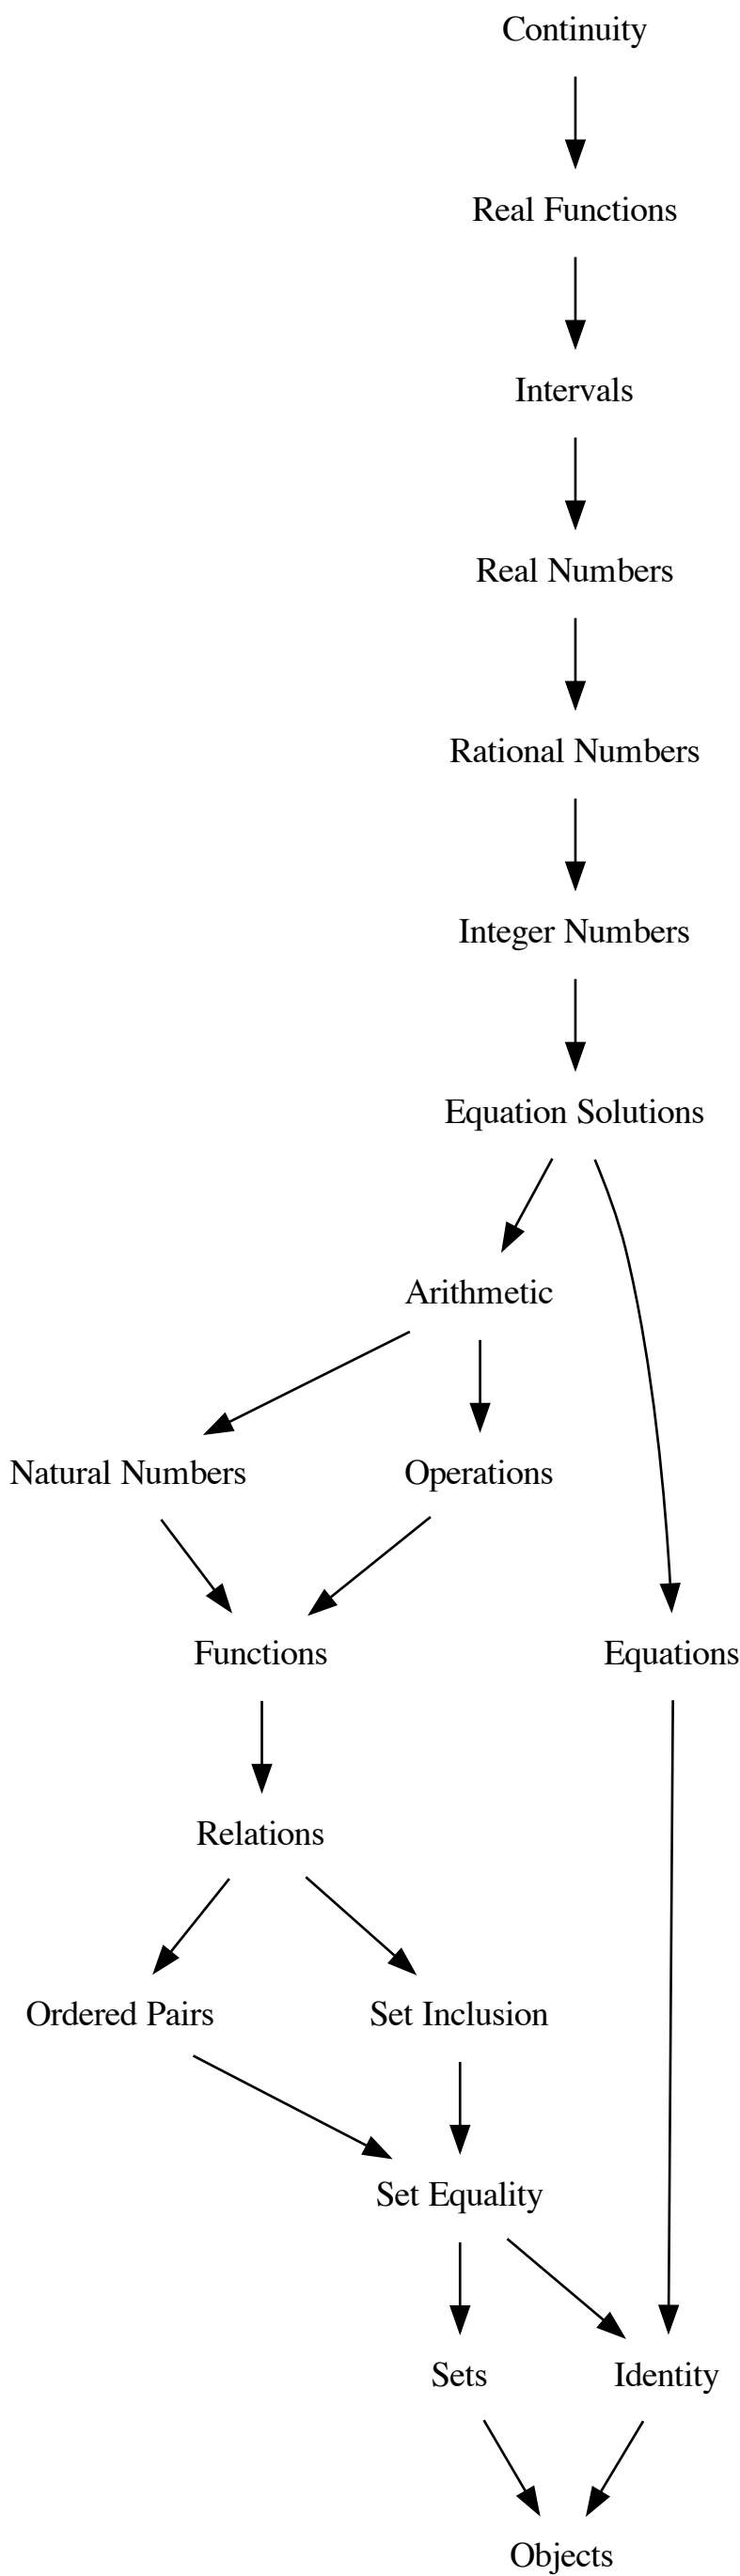 Continuity
Real Functions
Intervals
Real Numbers
Rational Numbers
Integer Numbers
Equation Solutions
Arithmetic
Natural Numbers
Operations
Functions
Equations
Relations
Ordered Pairs
Set Inclusion
Set Equality
Sets
Identity
Objects